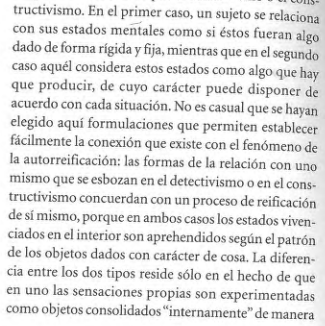 tructivismo. En el primer caso, un sujeto se relaciona
con sus estados mentales como si éstos fueran algo
dado de forma rígida y fija, mientras que en el segundo
caso aquél considera estos estados como algo que hay
que producir, de cuyo carácter puede disponer de
acuerdo con cada situación. No es casual que se hayan
elegido aquí formulaciones que permiten establecer
fácilmente la conexión que existe con el fenómeno de
la autorreificación: las formas de la relación con uno
mismo que se esbozan en el detectivismo o en el cons-
tructivismo concuerdan con un proceso de reificación
de sí mismo, porque en ambos casos los estados viven-
ciados en el interior son aprehendidos según el patrón
de los objetos dados con carácter de cosa. La diferen-
cia entre los dos tipos reside sólo en el hecho de que
en uno las sensaciones propias son experimentadas
como objetos consolidados "internamente" de manera